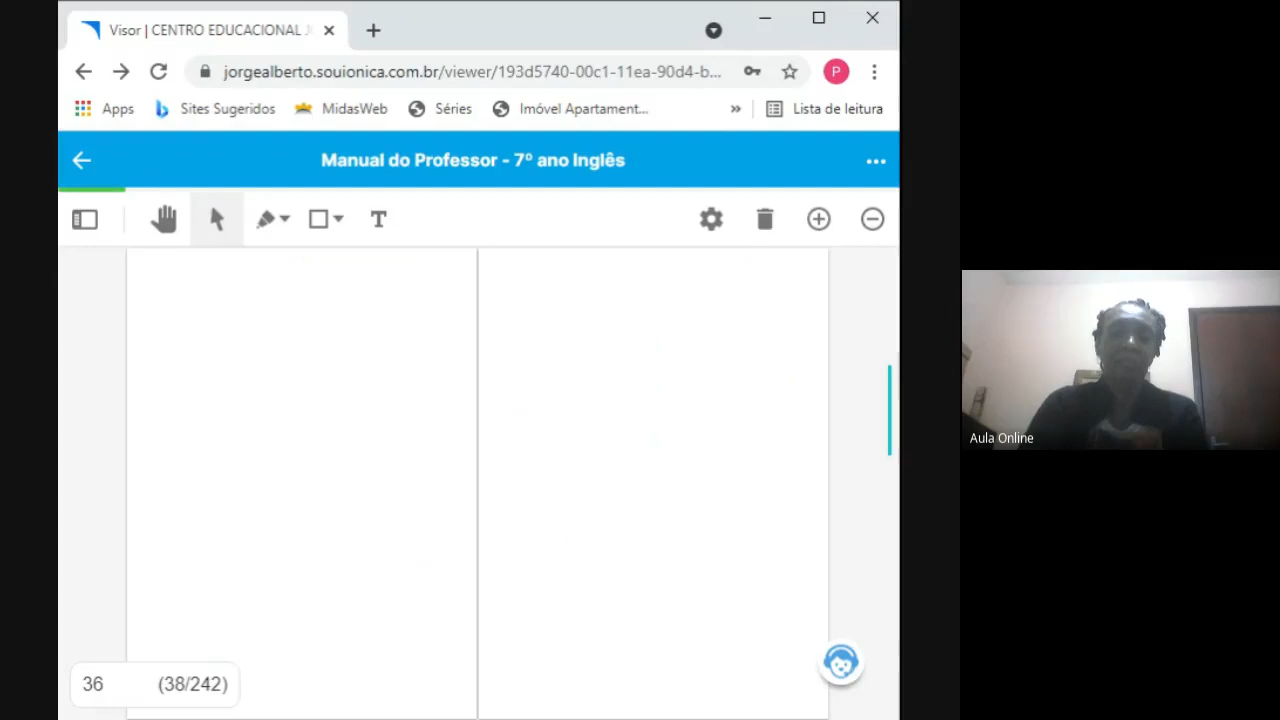 Visor | CENTRO EDUCACIONAL J
jorgealberto.souionica.com.br/viewer/193d5740-00c1-11ea-90d4-b...
P
Apps
Sites Sugeridos
MidasWeb
Séries
Imóvel Apartament...
»
Lista de leitura
Manual do Professor - 7º ano Inglês
T
Aula Online
36 (38/242)